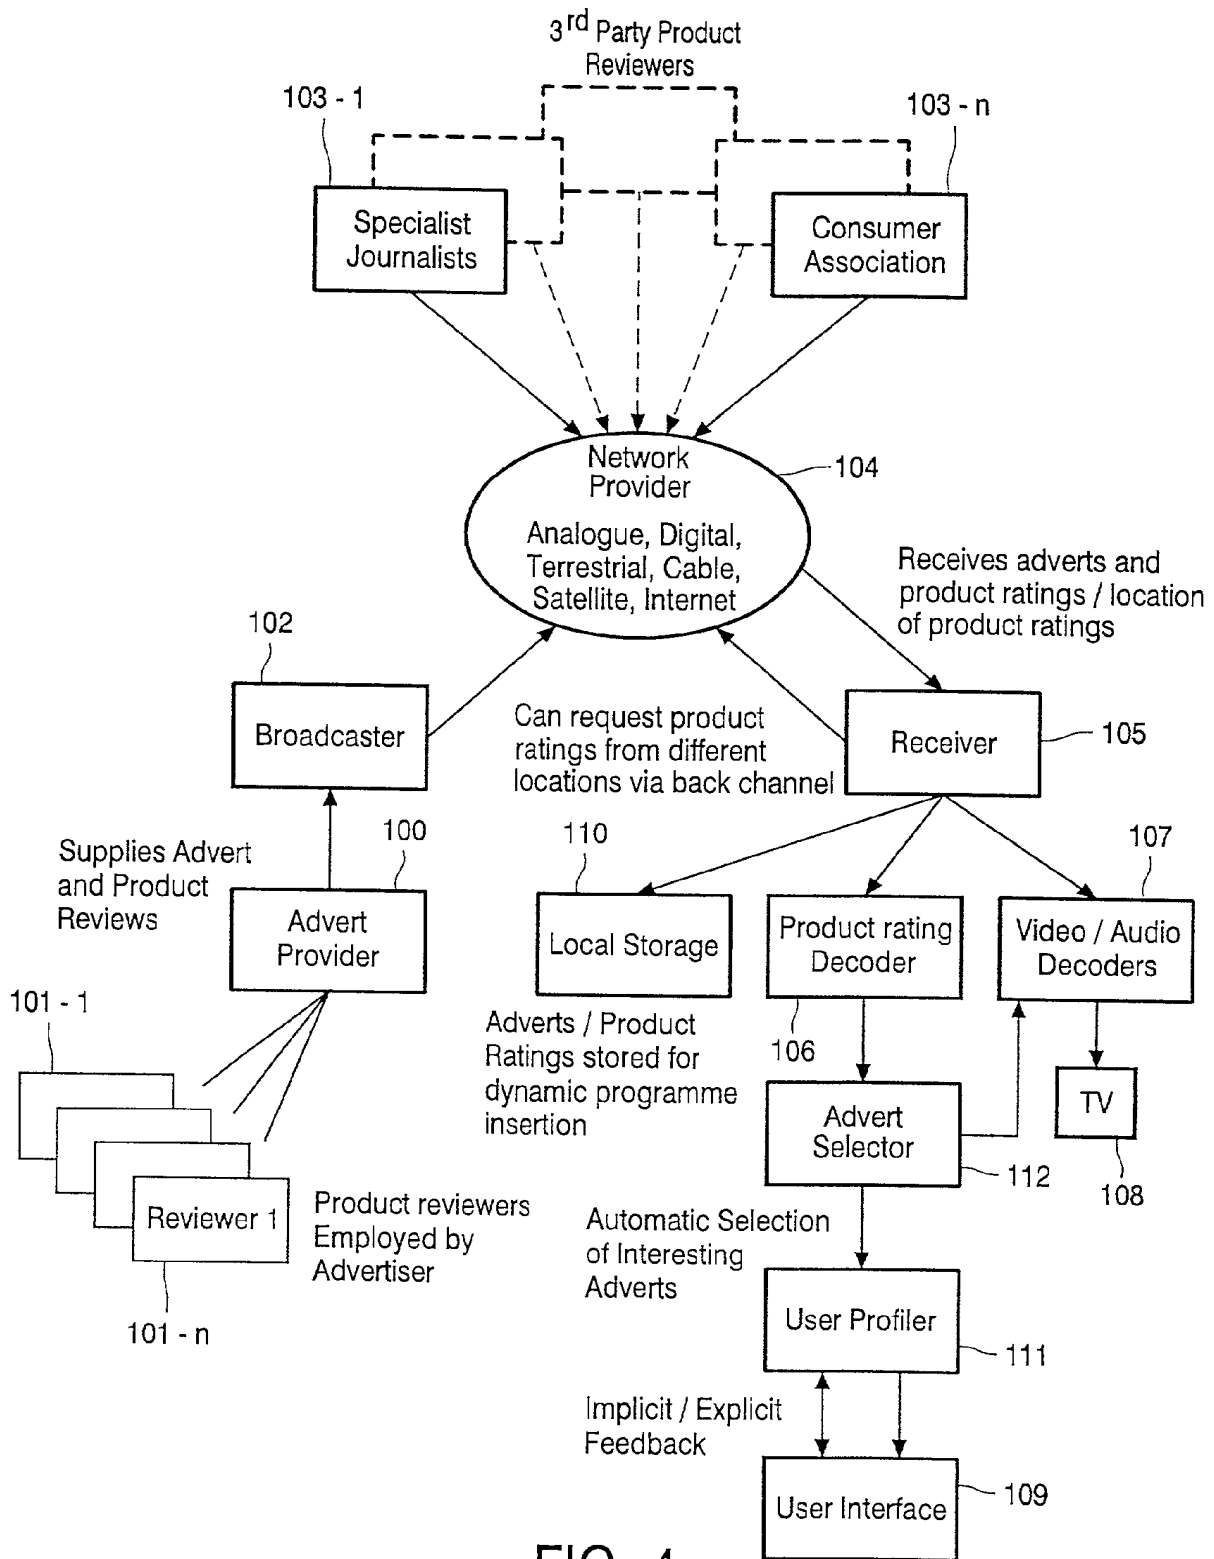 3rd Party Product
Reviewers
103 - 1
103 - n
Specialist
Journalists
Consumer
Association
Network
Provider
104
Analogue, Digital,
Terrestrial, Cable,
Satellite, Internet
Receives adverts and
product ratings / location
of product ratings
102
Broadcaster
Can request product
ratings from different
locations via back channel
Receiver
105
Supplies Advert
and Product
Reviews
100
Advert
Provider
110
Local Storage
Product rating
Decoder
106
107
Video / Audio
Decoders
Adverts / Product
Ratings stored for
dynamic programme
insertion
101 - 1
Reviewer 1
101 - n
Product reviewers
Employed by
Advertiser
Advert
Selector
112
TV
108
Automatic Selection
of Interesting
Adverts
User Profiler
111
Implicit / Explicit
Feedback
User Interface
109